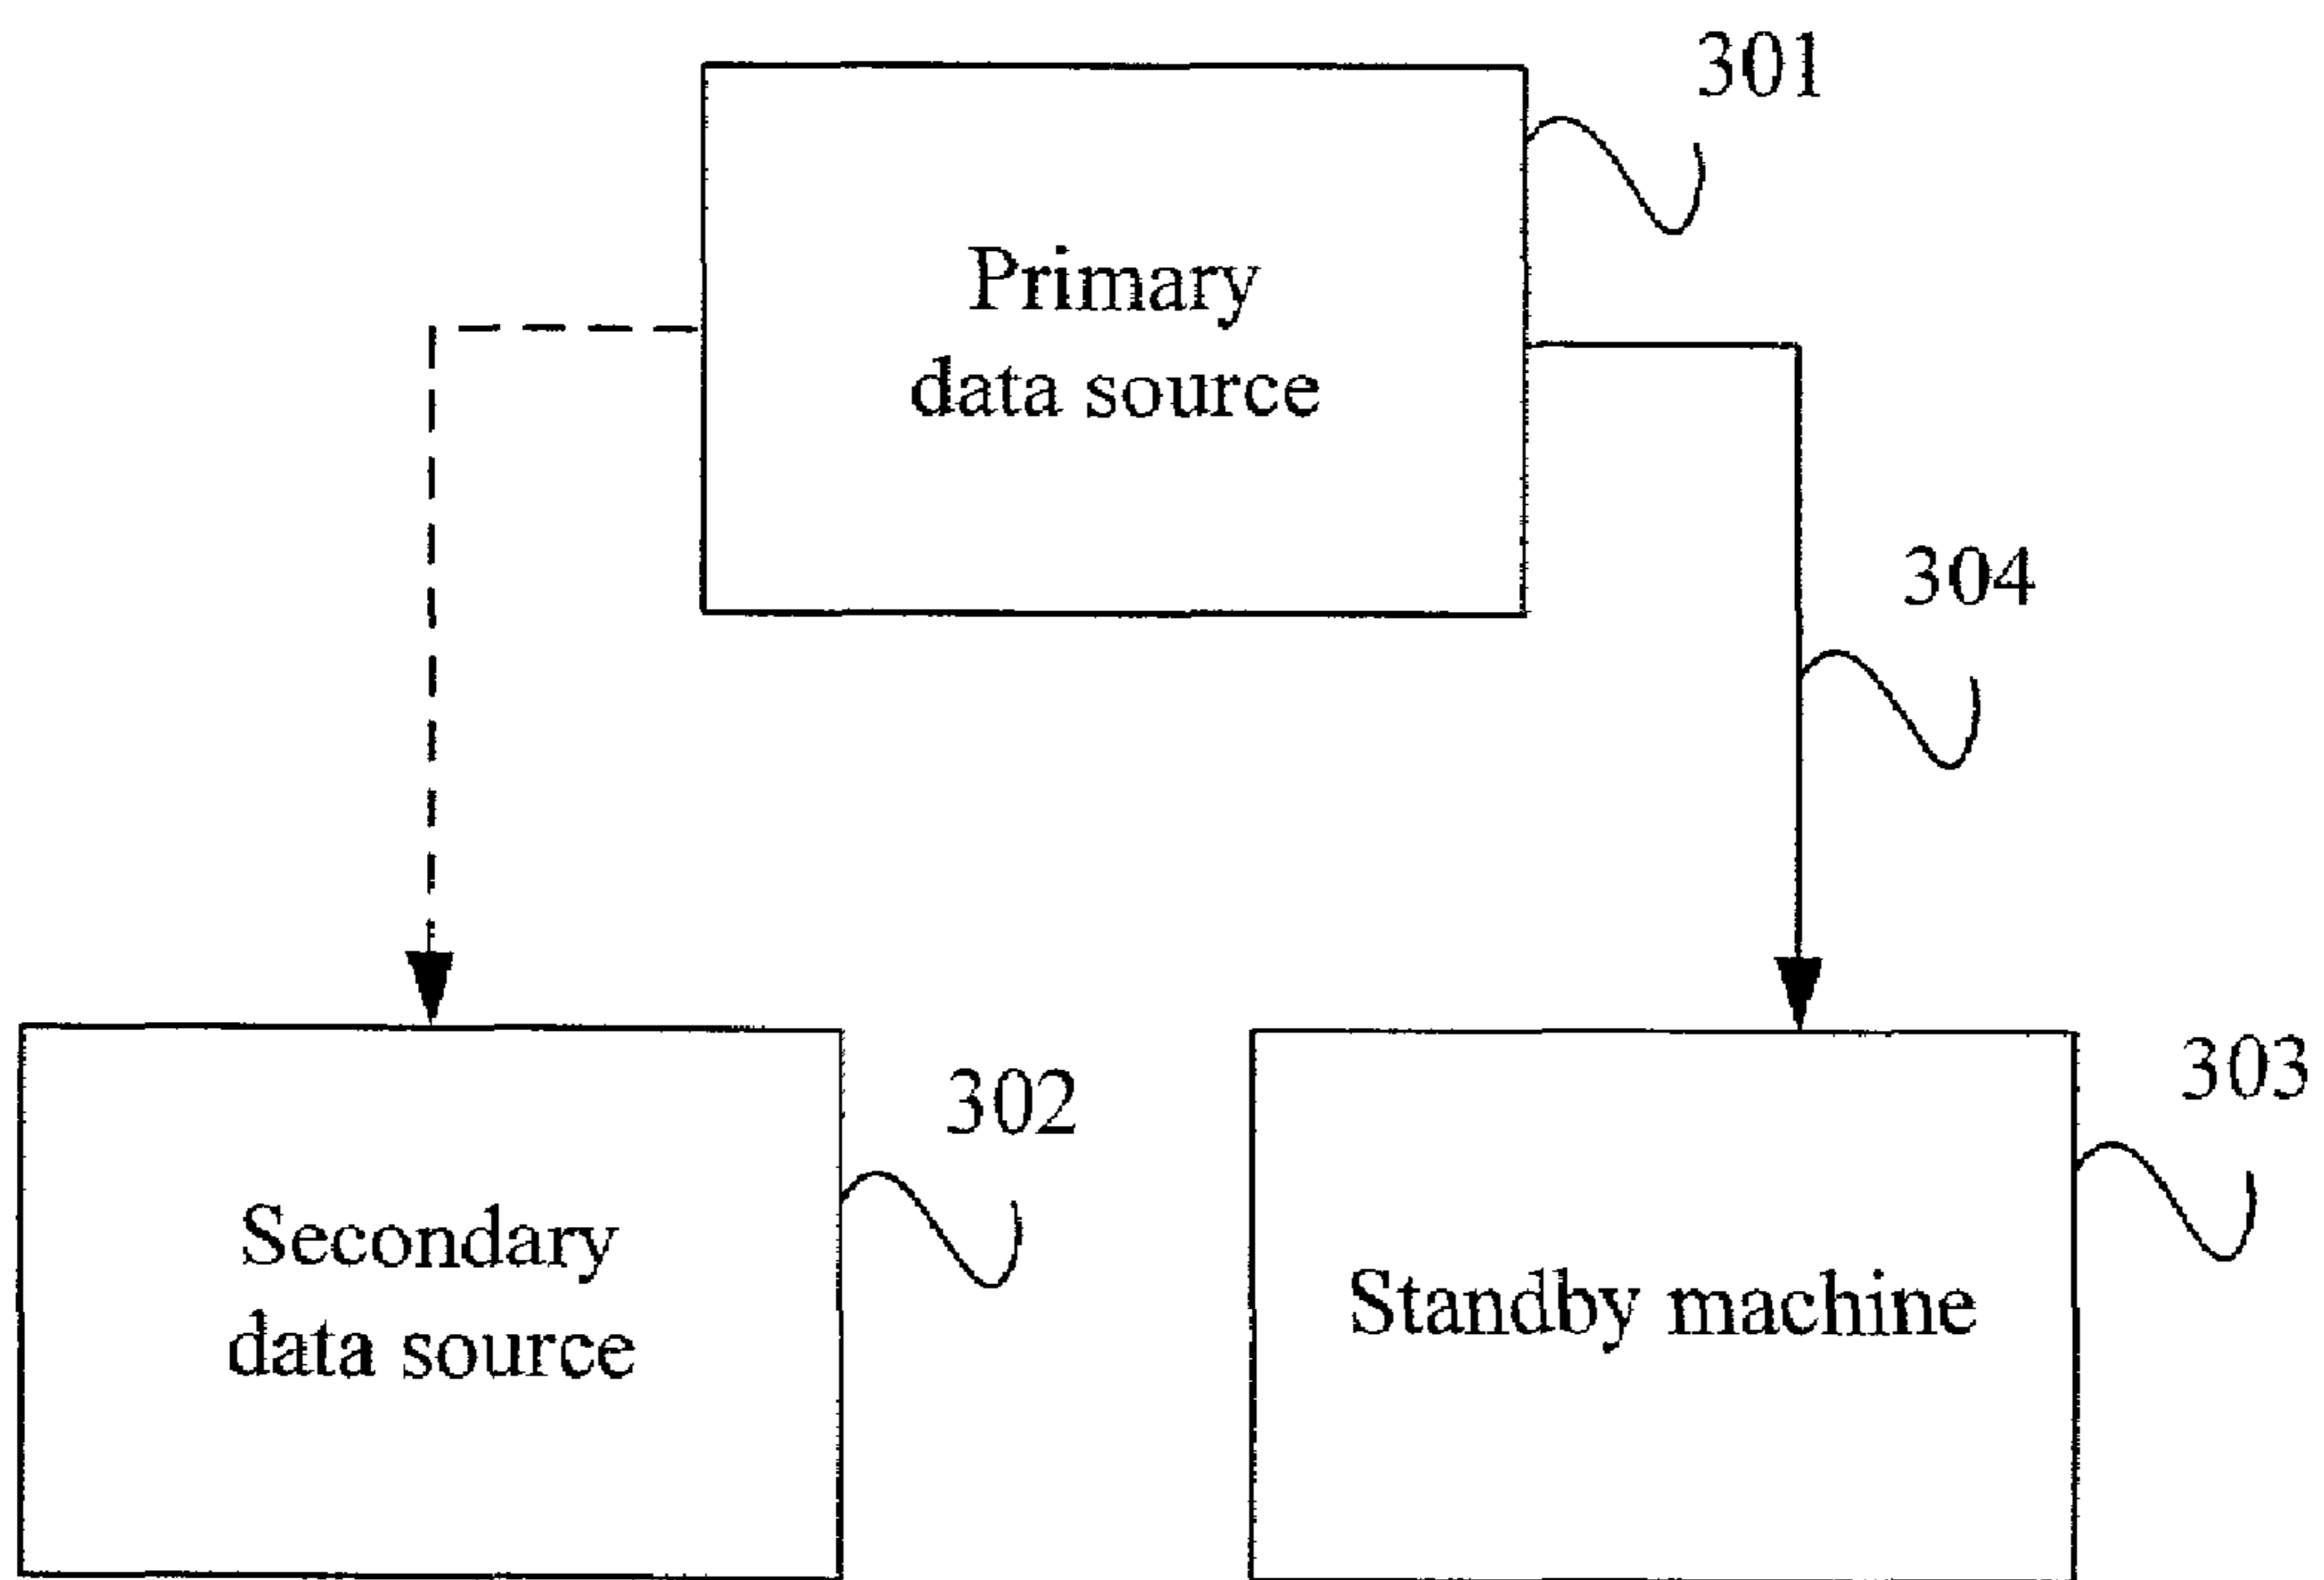 301
Primary
data source
304
302
303
Secondary
data source
Standby machine